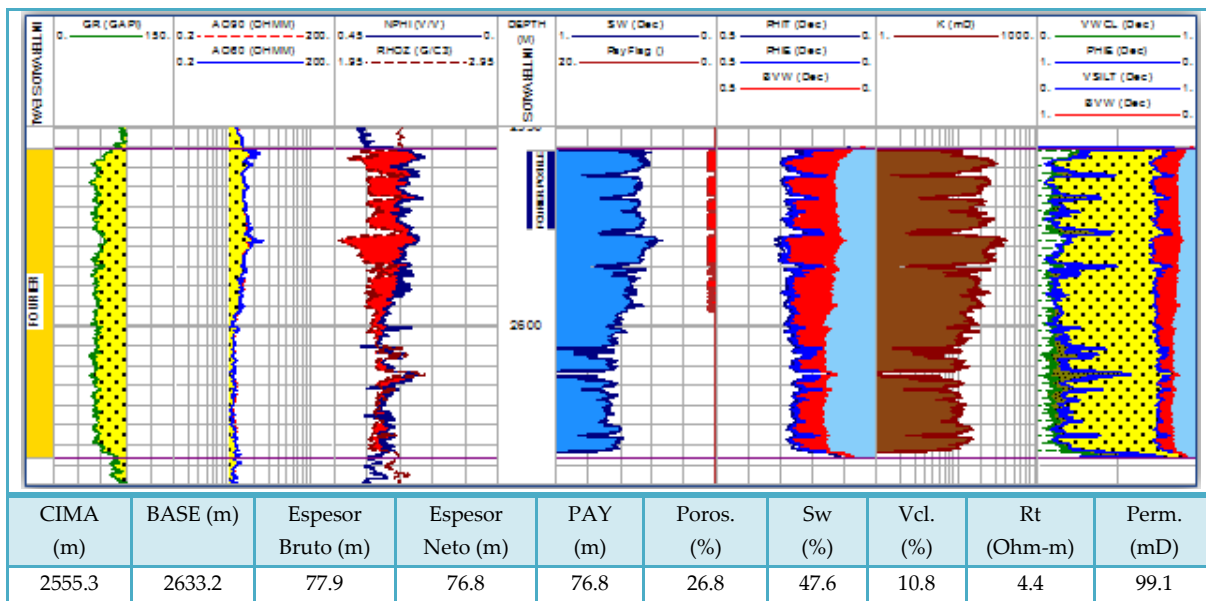 INTERVALOS EVAL
GR (GAPI)
0. 150.
AO90 (OHMM)
0.2 200.
AO60 (OHMM)
0.2 200.
NPHI (V/V)
0.45 0.
RHOZ (G/C3)
1.95 2.95
DEPTH
(M)
INTERVALOS
SW (Dec)
1. 0.
PayFlag ()
20. 0.
PHIT (Dec)
0.5 0.
PHIE (Dec)
0.5 0.
BVW (Dec)
0.5 0.
K (mD)
1. 1000.
VWCL (Dec)
0. 1.
PHIE (Dec)
1. 0.
VSILT (Dec)
0. 1.
BVW (Dec)
1. 0.
2600
CIMA (m) BASE (m) Espesor Bruto (m) Espesor Neto (m) PAY (m) Poros. (%) Sw (%) Vcl. (%) Rt (Ohm-m) Perm. (mD)
2555.3 2633.2 77.9 76.8 76.8 26.8 47.6 10.8 4.4 99.1